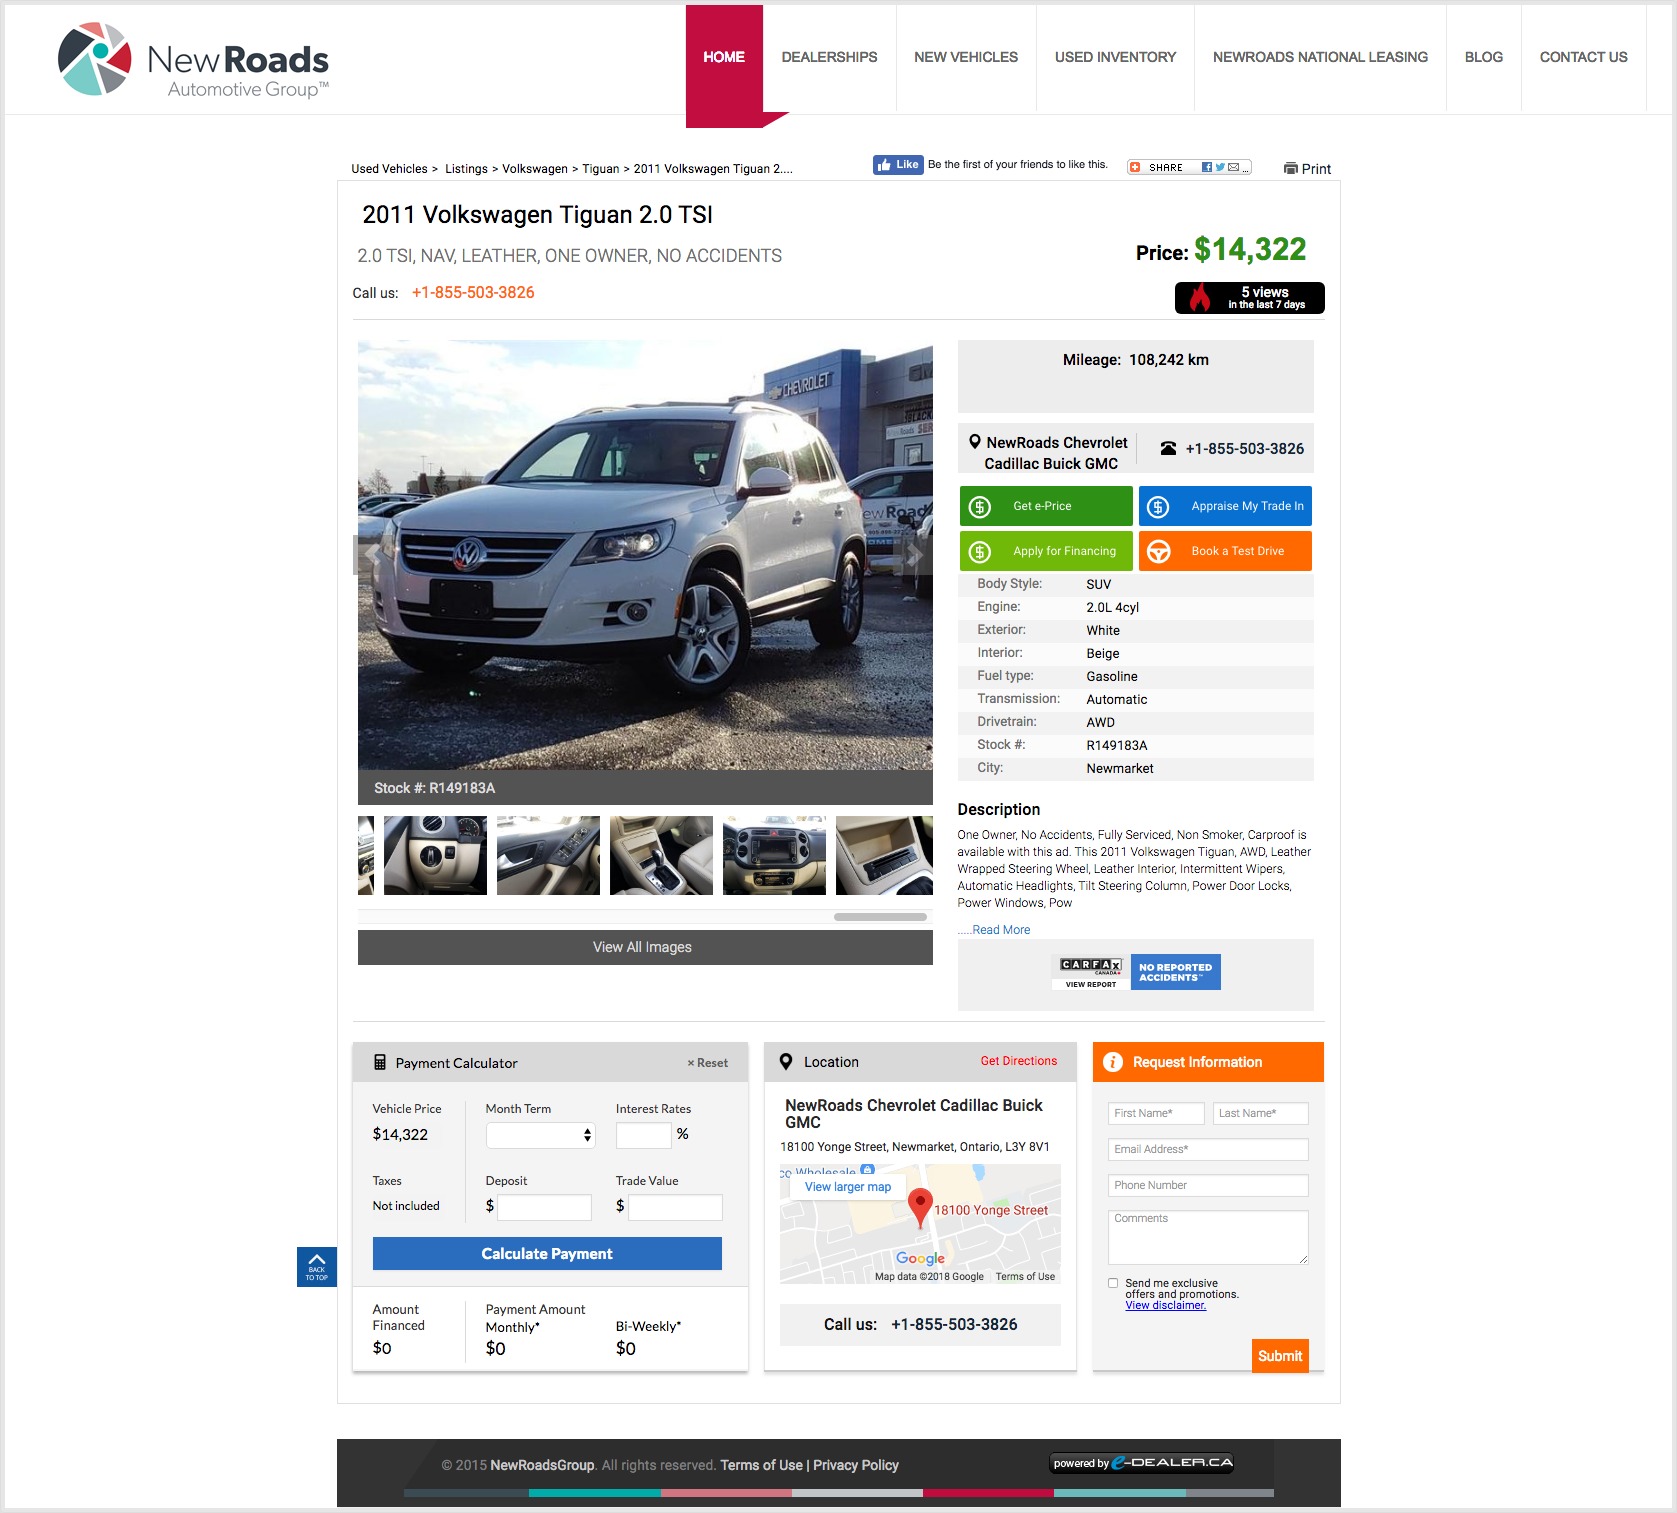 NewRoads
Automotive Group™
HOME
DEALERSHIPS
NEW VEHICLES
USED INVENTORY
NEWROADS NATIONAL LEASING
BLOG
CONTACT US
Used Vehicles > Listings > Volkswagen > Tiguan > 2011 Volkswagen Tiguan 2....
Like
Be the first of your friends to like this.
SHARE
...
Print
2011 Volkswagen Tiguan 2.0 TSI
2.0 TSI, NAV, LEATHER, ONE OWNER, NO ACCIDENTS
Price: $14,322
Call us: +1-855-503-3826
5 views
in the last 7 days
CHEVROLET
Mileage: 108,242 km
NewRoads Chevrolet
Cadillac Buick GMC
+1-855-503-3826
Get e-Price
Appraise My Trade In
Apply for Financing
Book a Test Drive
Body Style: SUV
Engine: 2.0L 4cyl
Exterior: White
Interior: Beige
Fuel type: Gasoline
Transmission: Automatic
Drivetrain: AWD
Stock #: R149183A
City: Newmarket
Stock #: R149183A
View All Images
Description
One Owner, No Accidents, Fully Serviced, Non Smoker, Carproof is
available with this ad. This 2011 Volkswagen Tiguan, AWD, Leather
Wrapped Steering Wheel, Leather Interior, Intermittent Wipers,
Automatic Headlights, Tilt Steering Column, Power Door Locks,
Power Windows, Pow
.....Read More
CARFAX
CANADA
VIEW REPORT
NO REPORTED
ACCIDENTS™
Payment Calculator
× Reset
Vehicle Price
$14,322
Month Term
Interest Rates
%
Taxes
Not included
Deposit
$
Trade Value
$
Calculate Payment
Amount
Financed
$0
Payment Amount
Monthly*
$0
Bi-Weekly*
$0
Location
Get Directions
NewRoads Chevrolet Cadillac Buick
GMC
18100 Yonge Street, Newmarket, Ontario, L3Y 8V1
co Wholesale
View larger map
18100 Yonge Street
Google
Map data ©2018 Google
Terms of Use
Call us: +1-855-503-3826
Request Information
First Name*
Last Name*
Email Address*
Phone Number
Comments
Send me exclusive
offers and promotions.
View disclaimer.
Submit
BACK
TO TOP
© 2015 NewRoadsGroup. All rights reserved. Terms of Use | Privacy Policy
powered by e-DEALER.CA